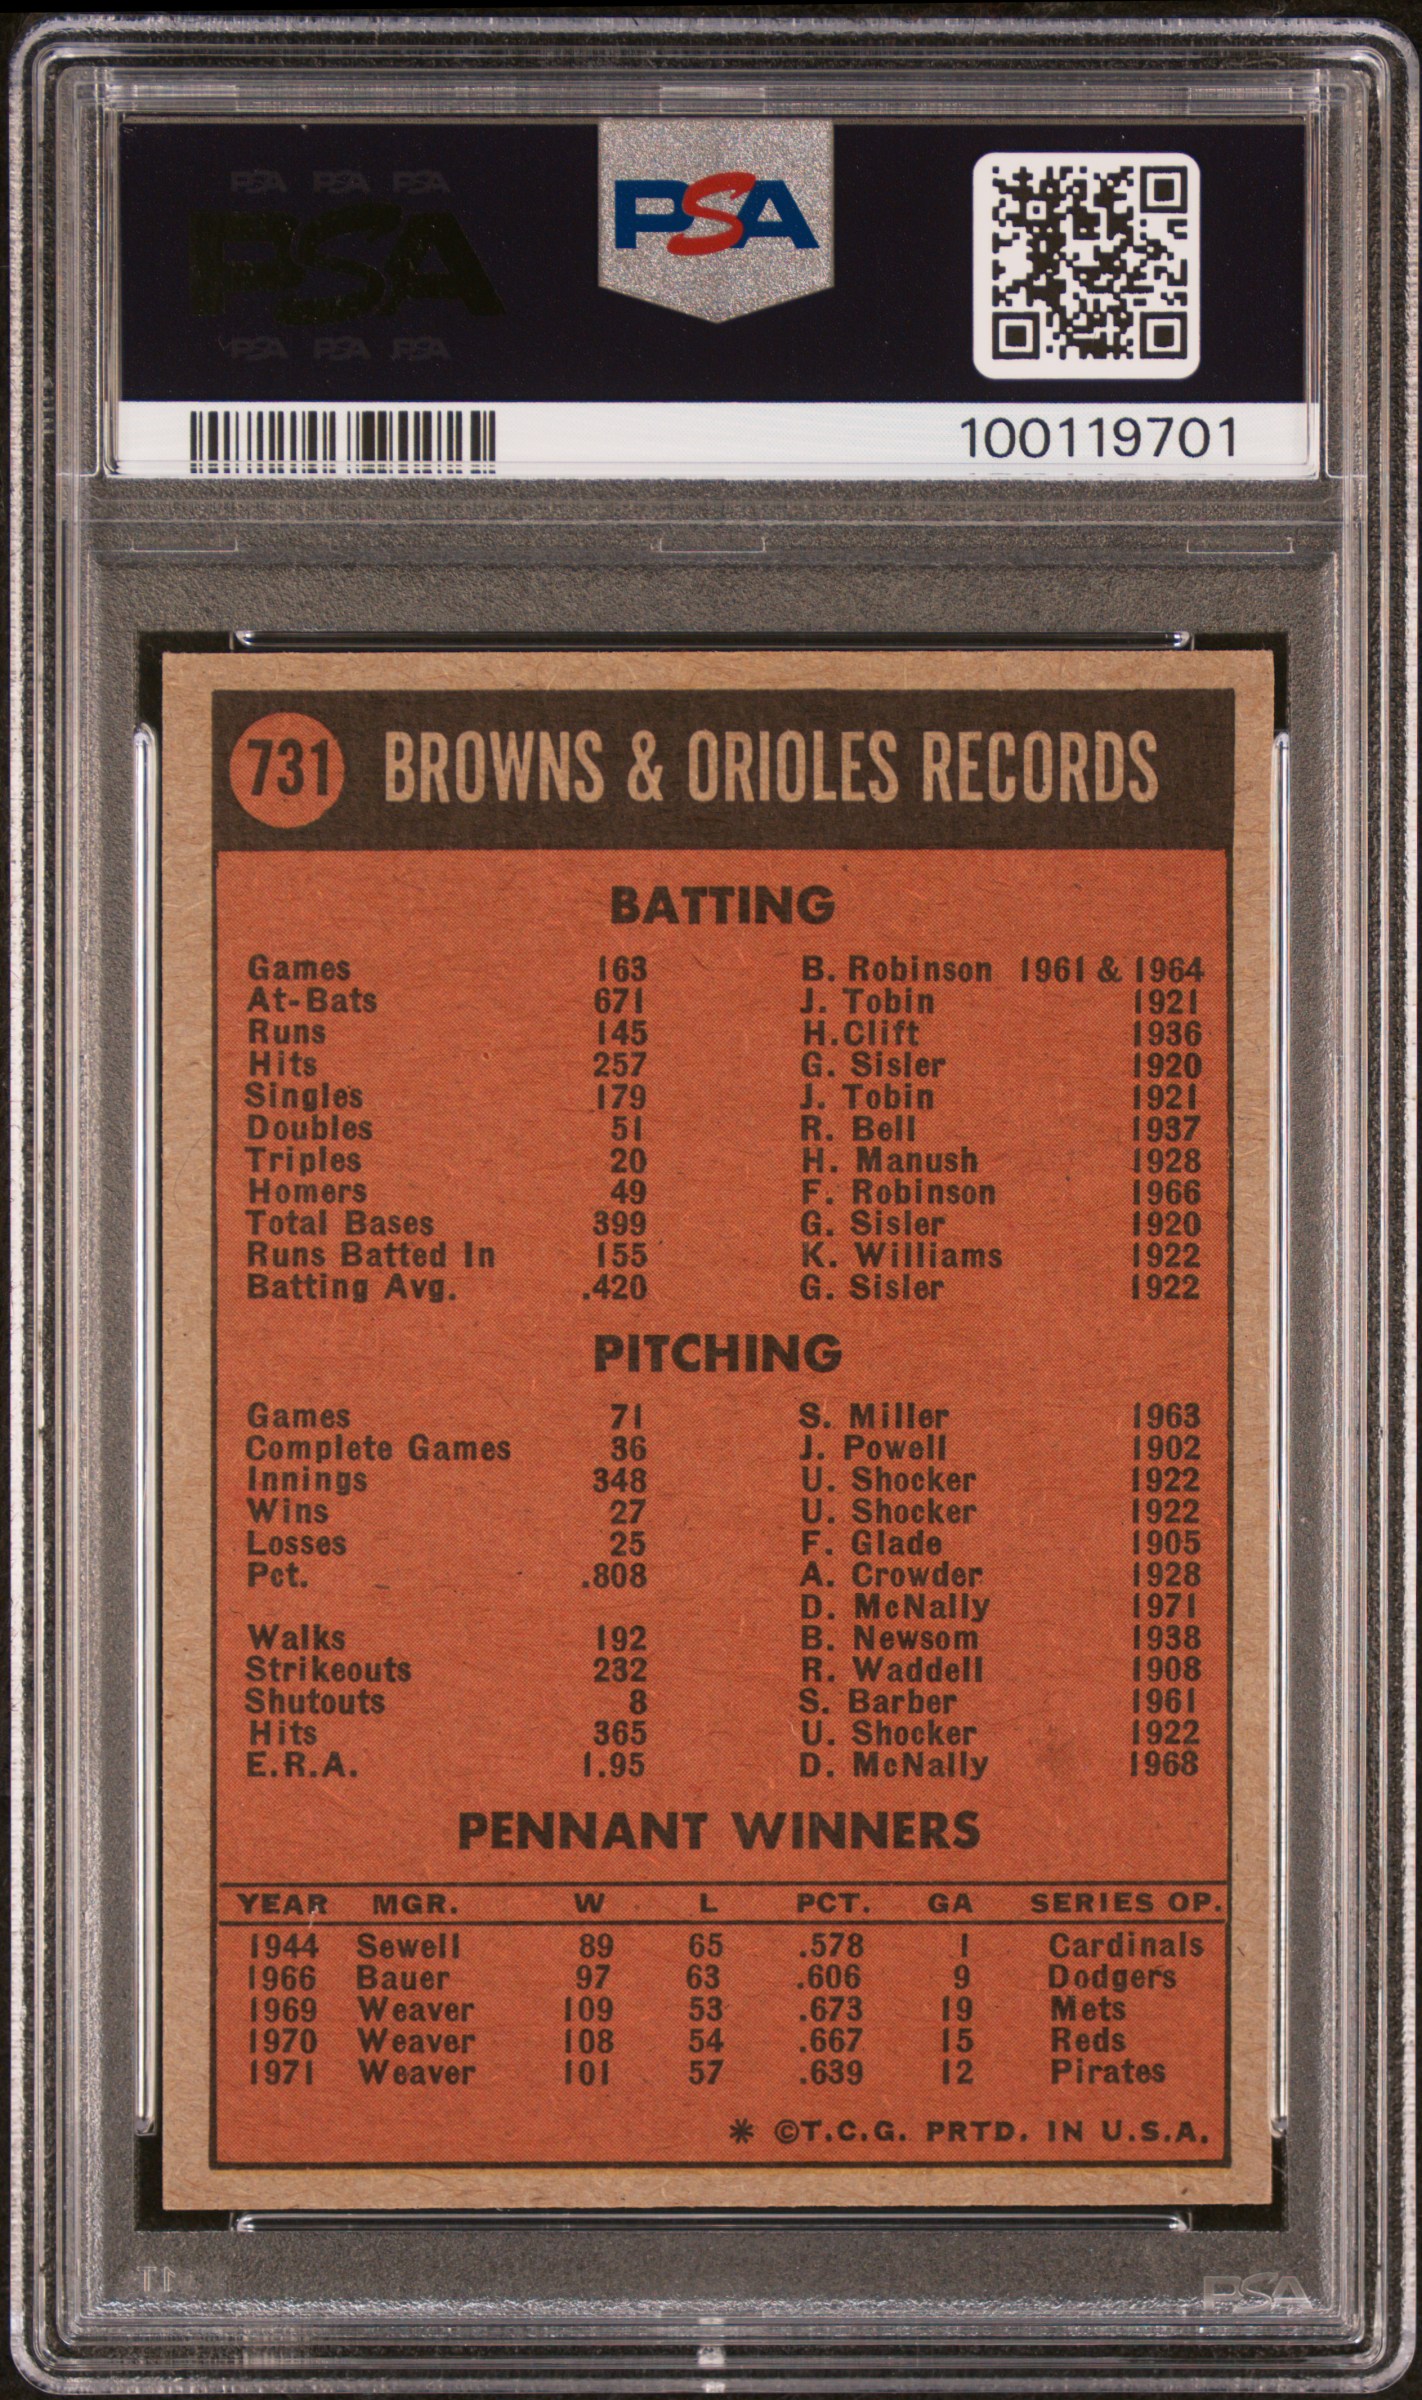 PSA PSA PSA
PSA
PSA PSA PSA
PSA
100119701
731 BROWNS & ORIOLES RECORDS
BATTING
Games 163 B. Robinson 1961 & 1964
At-Bats 671 J. Tobin 1921
Runs 145 H.Clift 1936
Hits 257 G. Sisler 1920
Singles 179 J. Tobin 1921
Doubles 51 R. Bell 1937
Triples 20 H. Manush 1928
Homers 49 F. Robinson 1966
Total Bases 399 G. Sisler 1920
Runs Batted In 155 K. Williams 1922
Batting Avg. .420 G. Sisler 1922
PITCHING
Games 71 S. Miller 1963
Complete Games 36 J. Powell 1902
Innings 348 U. Shocker 1922
Wins 27 U. Shocker 1922
Losses 25 F. Glade 1905
Pct. .808 A. Crowder 1928
D. McNally 1971
Walks 192 B. Newsom 1938
Strikeouts 232 R. Waddell 1908
Shutouts 8 S. Barber 1961
Hits 365 U. Shocker 1922
E.R.A. 1.95 D. McNally 1968
PENNANT WINNERS
YEAR MGR. W L PCT. GA SERIES OP.
1944 Sewell 89 65 .578 1 Cardinals
1966 Bauer 97 63 .606 9 Dodgers
1969 Weaver 109 53 .673 19 Mets
1970 Weaver 108 54 .667 15 Reds
1971 Weaver 101 57 .639 12 Pirates
* ©T.C.G. PRTD. IN U.S.A.
PSA